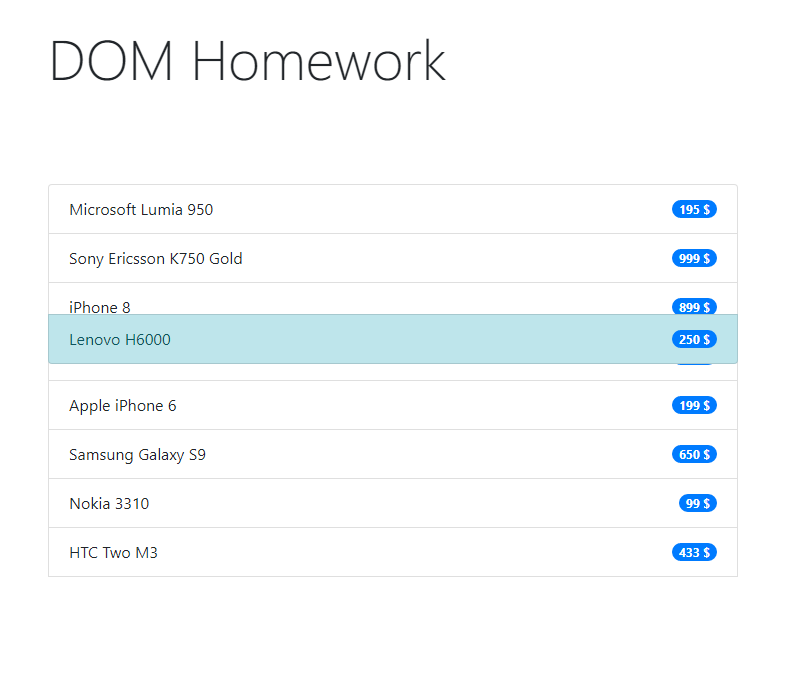 DOM Homework
Microsoft Lumia 950 195 $
Sony Ericsson K750 Gold 999 $
iPhone 8 899 $
Lenovo H6000 250 $
Apple iPhone 6 199 $
Samsung Galaxy S9 650 $
Nokia 3310 99 $
HTC Two M3 433 $